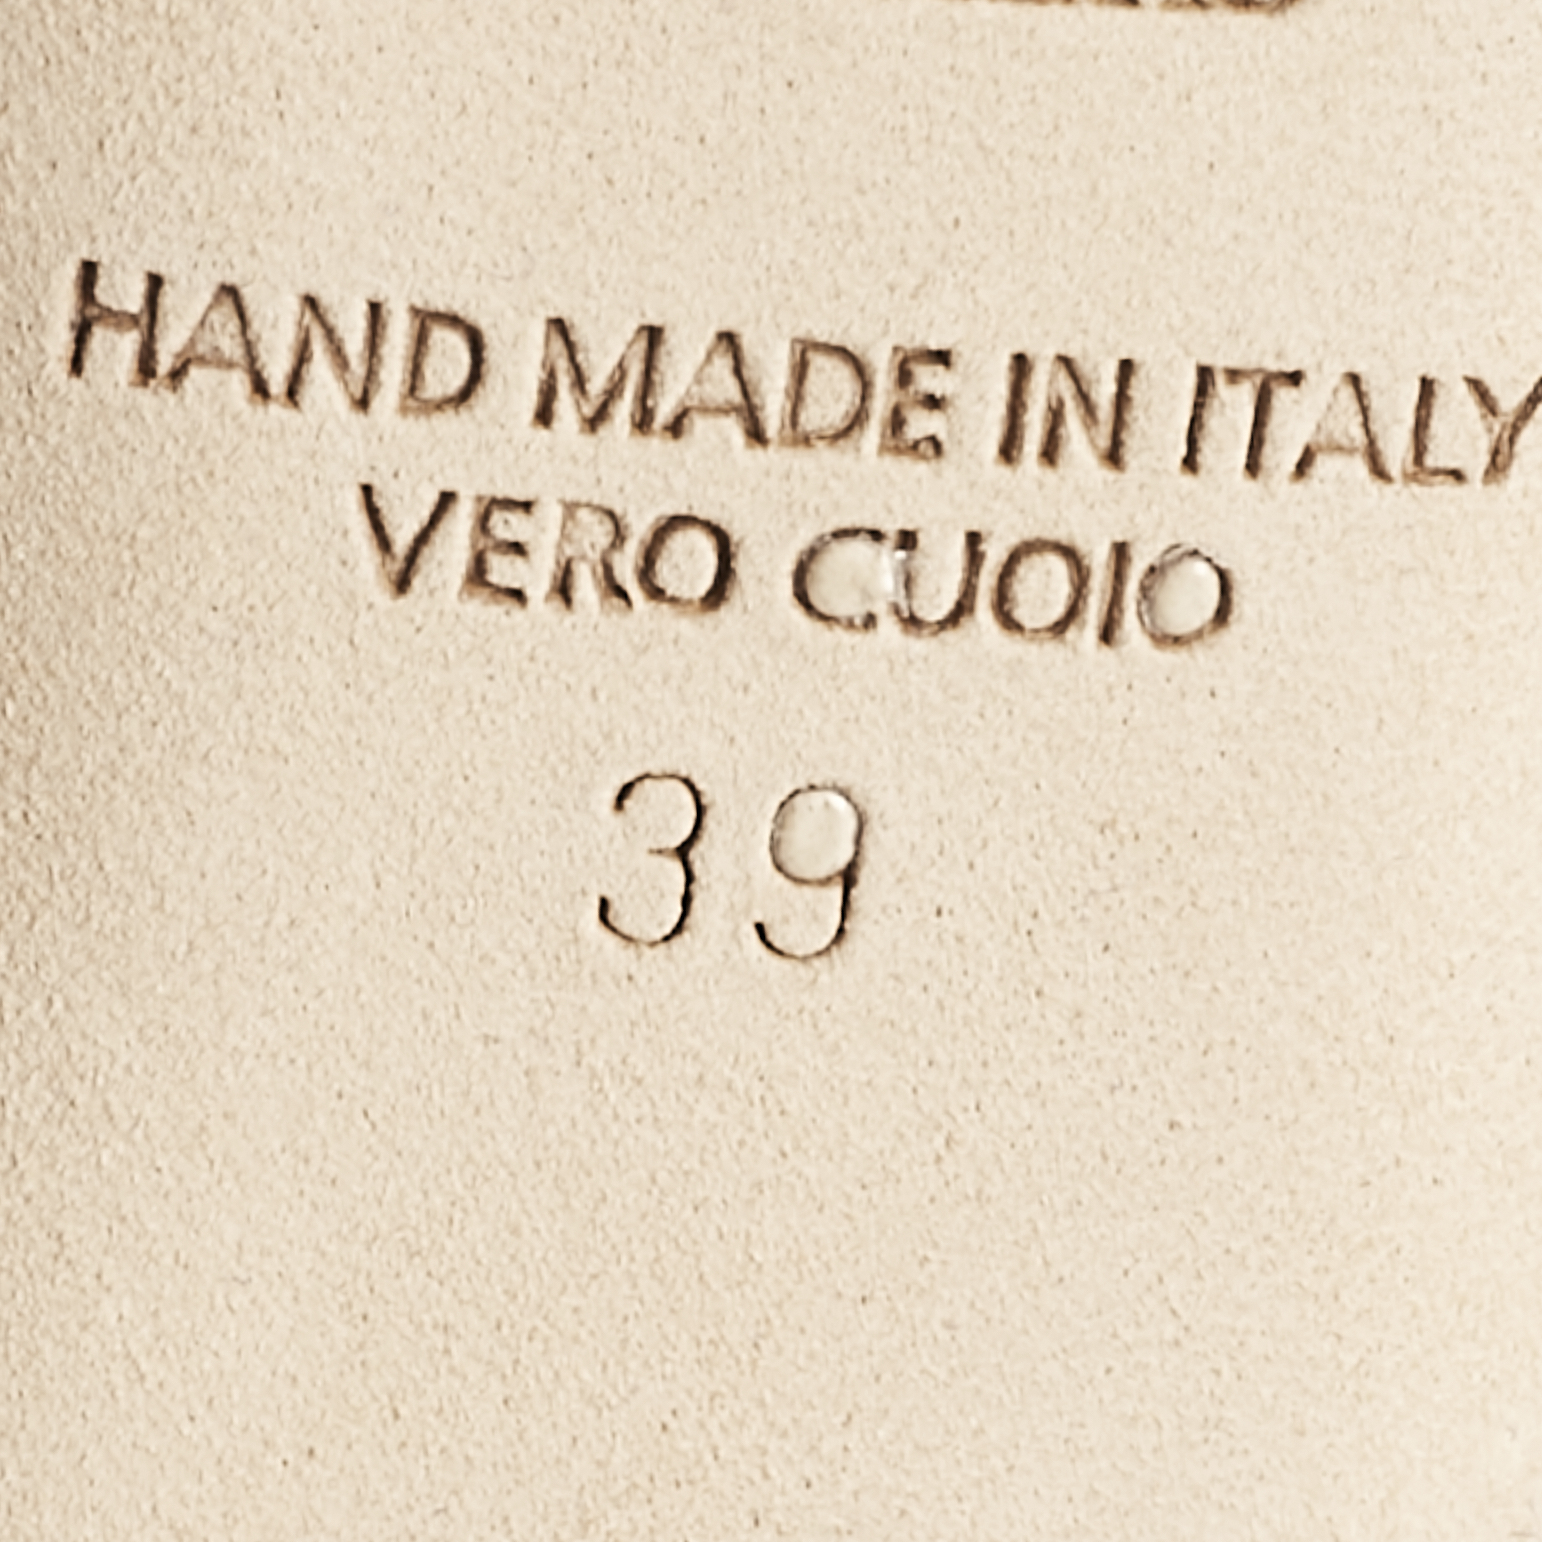 HAND MADE IN ITALY
VERO CUOIO
39